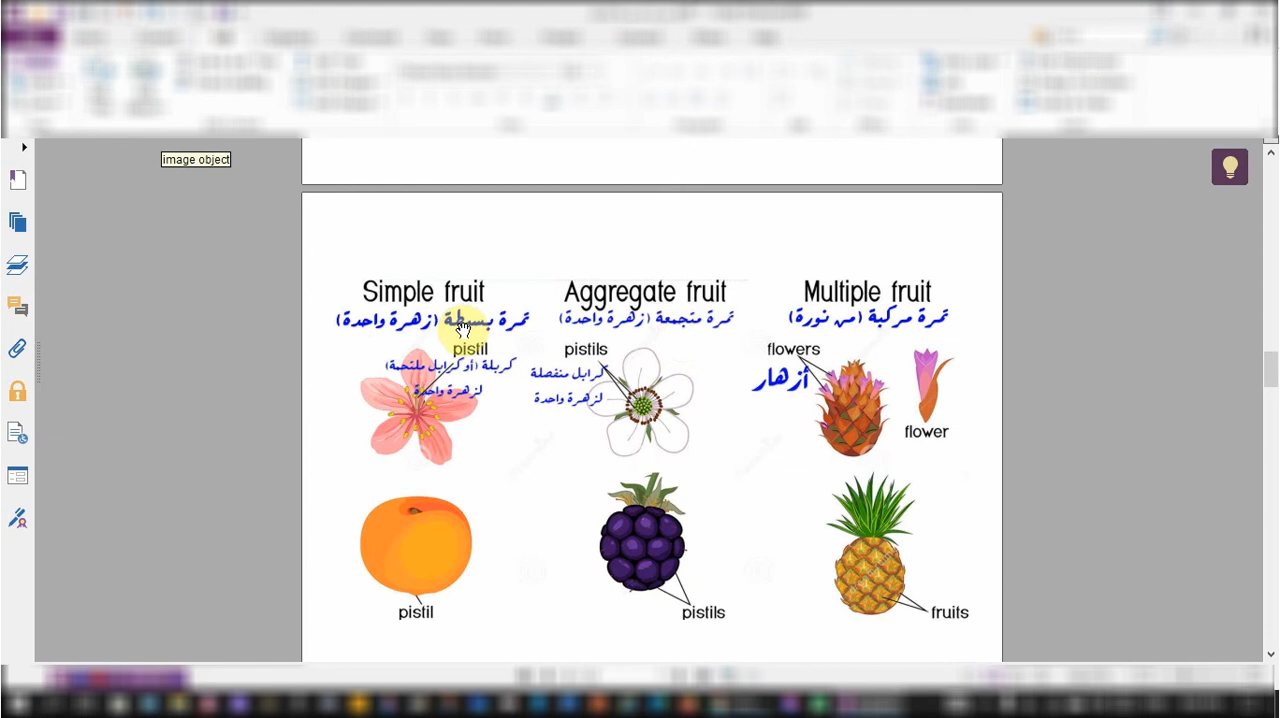 image object
Simple fruit
ثمرة بسيطة (زهرة واحدة)
pistil
كربلة (أو كرابل ملتحمة)
لزهرة واحدة
pistil
Aggregate fruit
ثمرة متجمعة (زهرة واحدة)
pistils
كرابل منفصلة
لزهرة واحدة
pistils
Multiple fruit
ثمرة مركبة (من نورة)
flowers
أزهار
flower
fruits